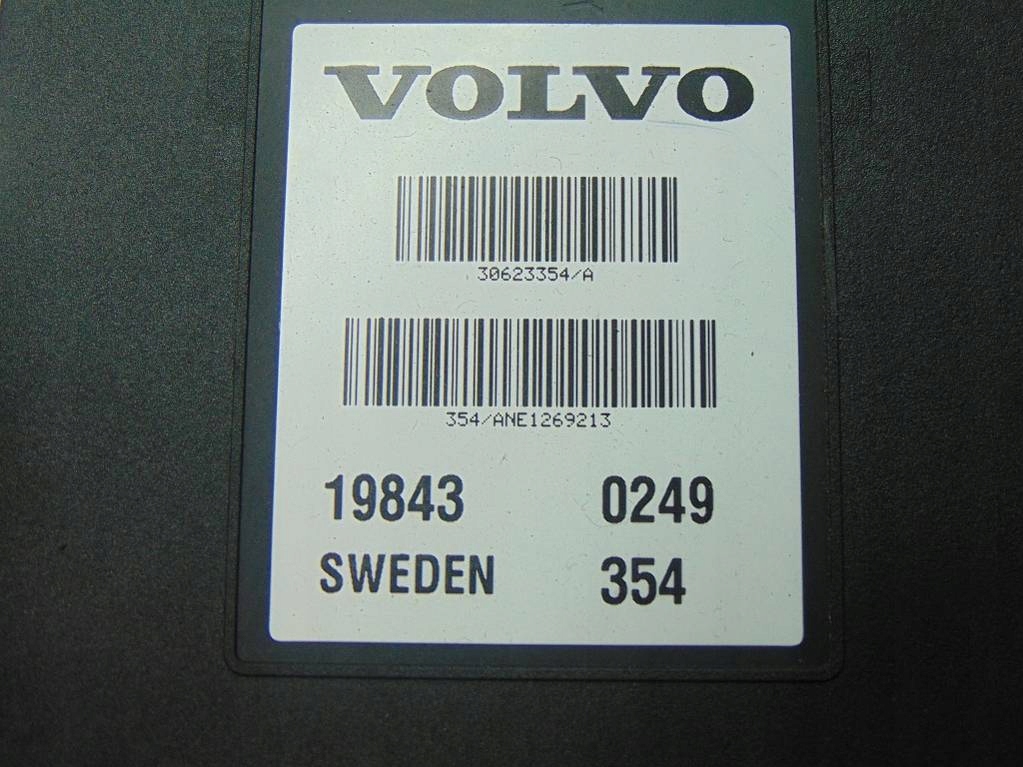 VOLVO
30623354/A
354/ANE1269213
19843 0249
SWEDEN 354